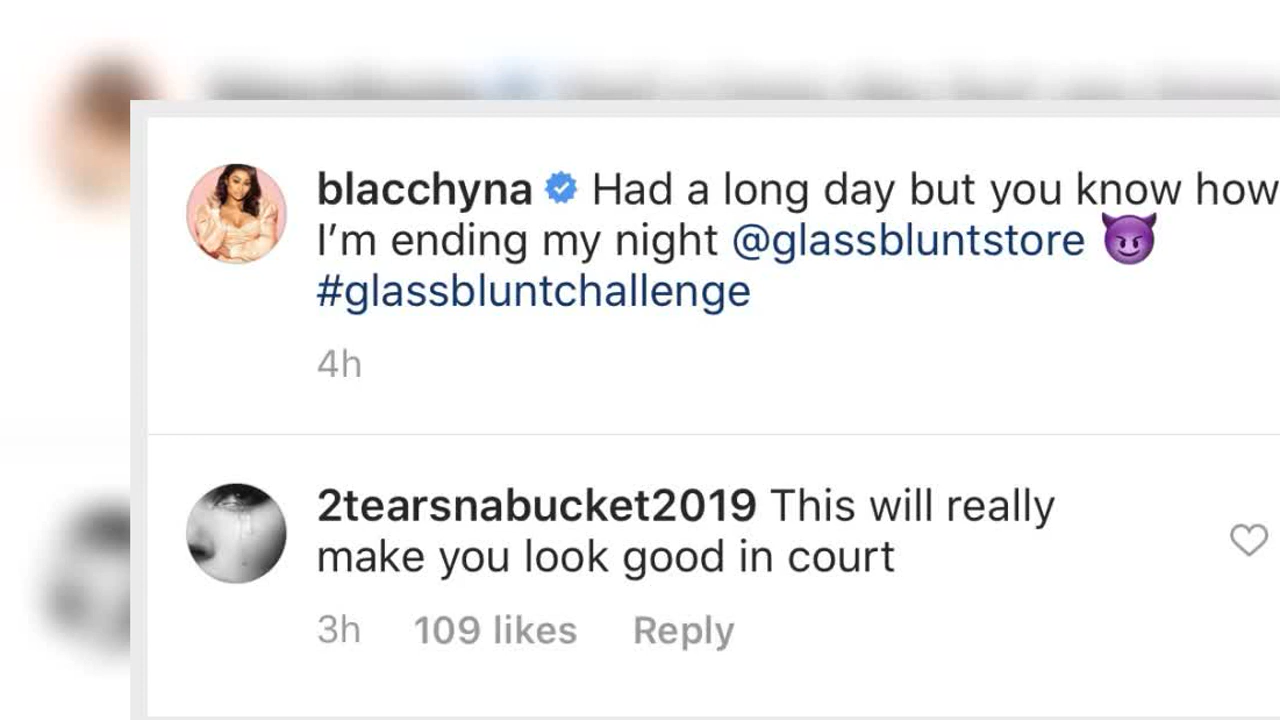 blacchyna Had a long day but you know how
I'm ending my night @glassbluntstore 😈
#glassbluntchallenge
4h
2tearsnabucket2019 This will really
make you look good in court
3h 109 likes Reply